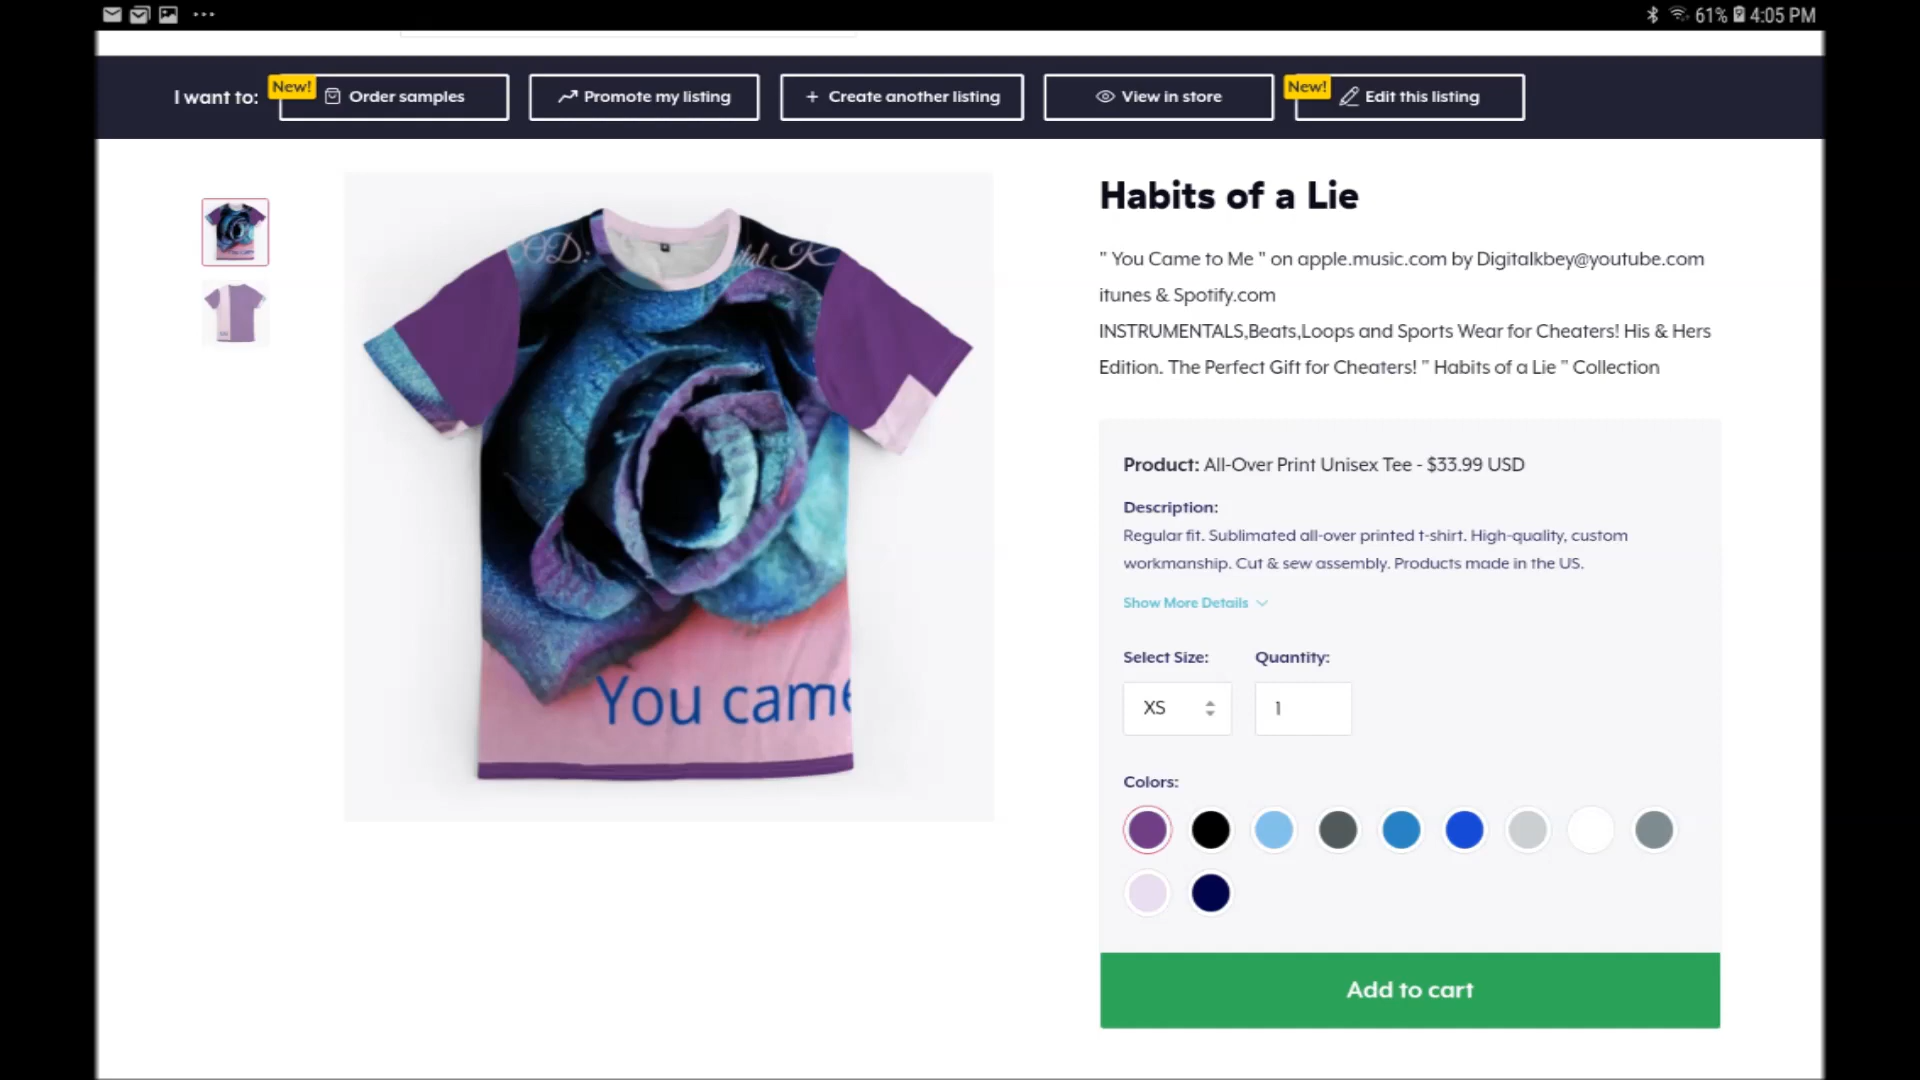 61% 4:05 PM
I want to:
New!
Order samples
Promote my listing
+ Create another listing
View in store
New!
Edit this listing
Habits of a Lie
" You Came to Me " on apple.music.com by Digitalkbey@youtube.com
itunes & Spotify.com
INSTRUMENTALS,Beats,Loops and Sports Wear for Cheaters! His & Hers
Edition. The Perfect Gift for Cheaters! " Habits of a Lie " Collection
OD: ital K
You came
Product: All-Over Print Unisex Tee - $33.99 USD
Description:
Regular fit. Sublimated all-over printed t-shirt. High-quality, custom
workmanship. Cut & sew assembly. Products made in the US.
Show More Details
Select Size: Quantity:
XS 1
Colors:
Add to cart